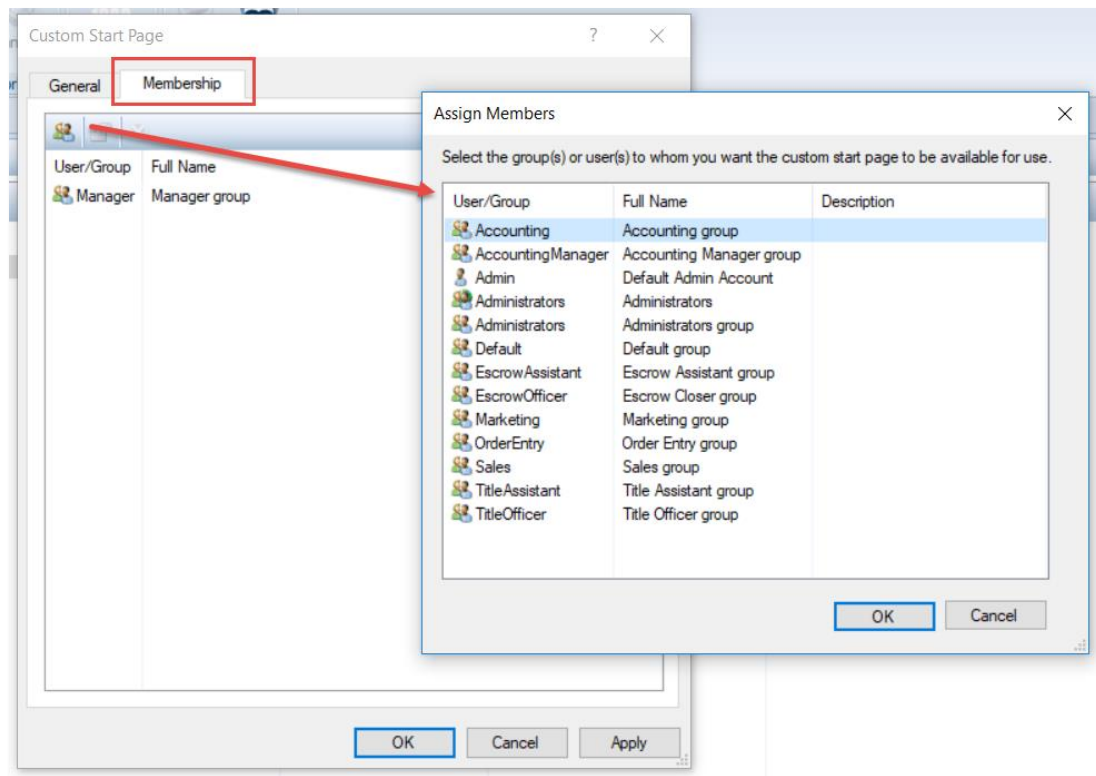 Custom Start Page
General Membership
User/Group Full Name
Manager Manager group
OK Cancel Apply
Assign Members
Select the group(s) or user(s) to whom you want the custom start page to be available for use.
User/Group Full Name Description
Accounting Accounting group
AccountingManager Accounting Manager group
Admin Default Admin Account
Administrators Administrators
Administrators Administrators group
Default Default group
EscrowAssistant Escrow Assistant group
EscrowOfficer Escrow Closer group
Marketing Marketing group
OrderEntry Order Entry group
Sales Sales group
TitleAssistant Title Assistant group
TitleOfficer Title Officer group
OK Cancel